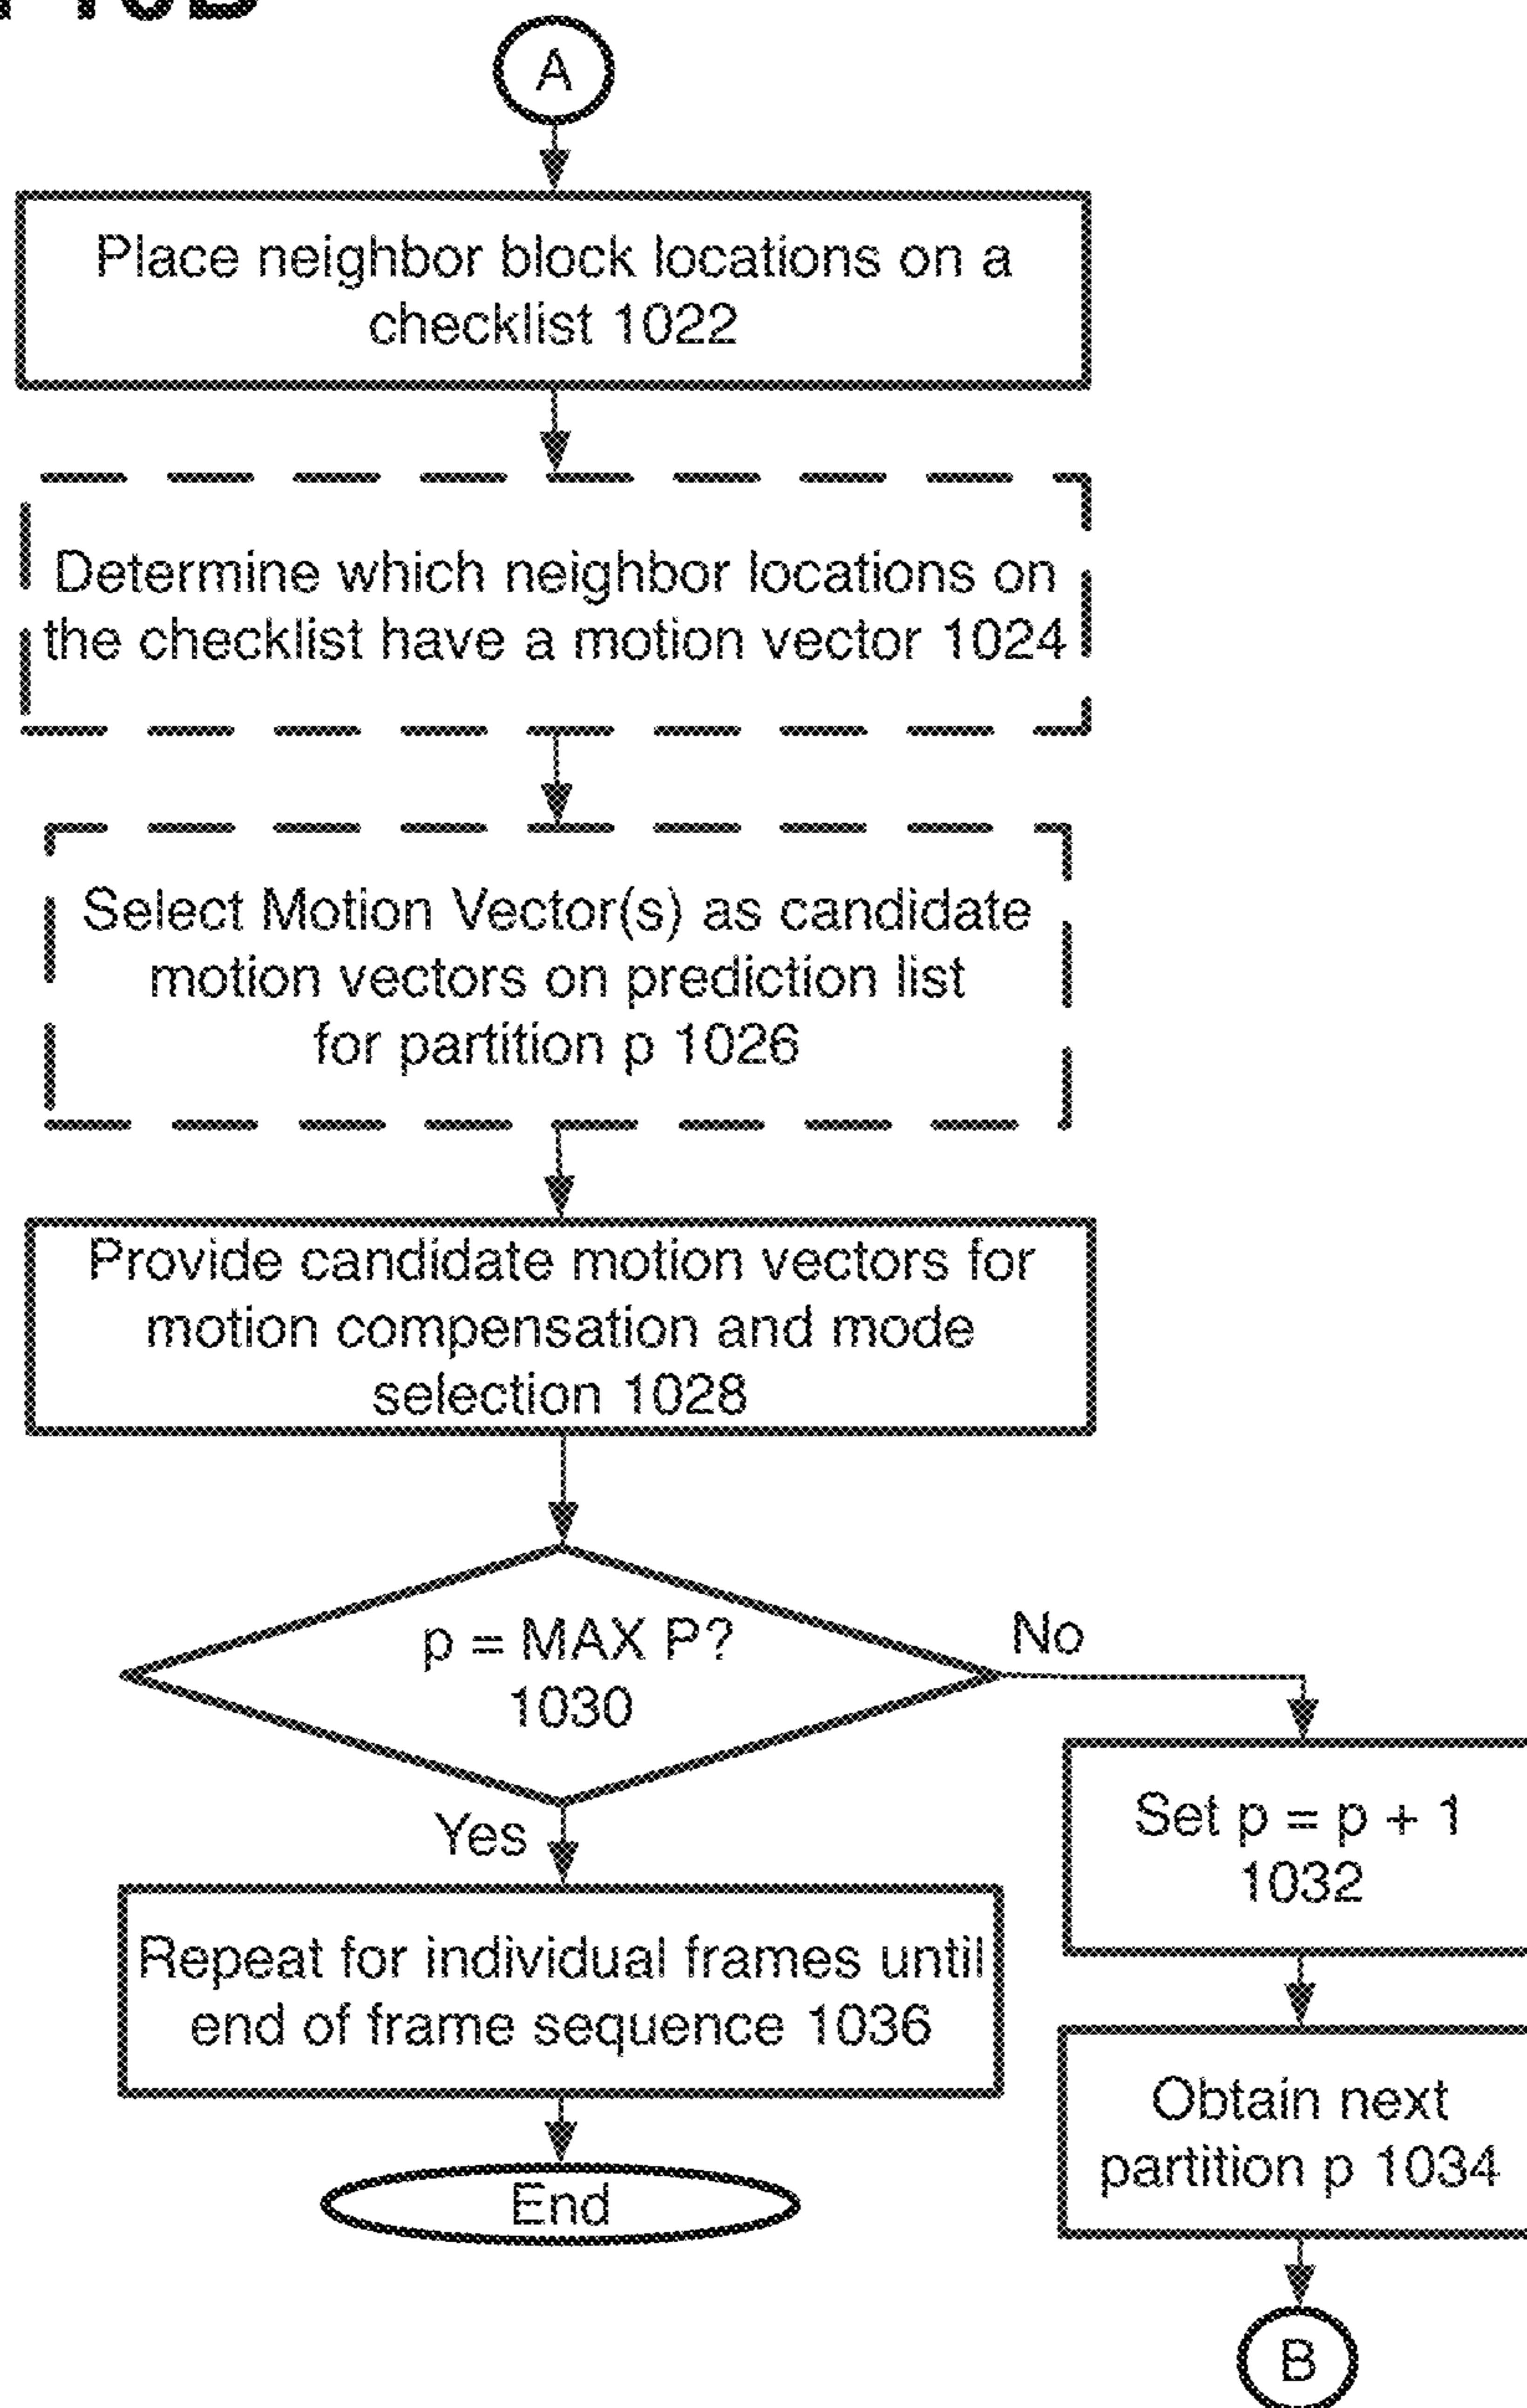 A
Place neighbor block locations on a
checklist 1022
Determine which neighbor locations on
the checklist have a motion vector 1024
Select Motion Vector(s) as candidate
motion vectors on prediction list
for partition p 1026
Provide candidate motion vectors for
motion compensation and mode
selection 1028
p = MAX P?
1030
No
Yes
Set p = p + 1
1032
Repeat for individual frames until
end of frame sequence 1036
Obtain next
partition p 1034
End
B